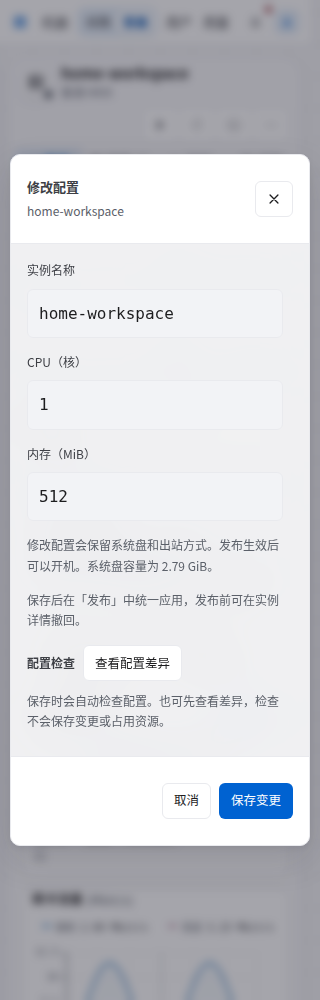 home-workspace
修改配置
home-workspace
实例名称
home-workspace
CPU（核）
1
内存（MiB）
512
修改配置会保留系统盘和出站方式。发布生效后
可以开机。系统盘容量为 2.79 GiB。
保存后在「发布」中统一应用，发布前可在实例
详情撤回。
配置检查 查看配置差异
保存时会自动检查配置。也可先查看差异，检查
不会保存变更或占用资源。
取消 保存变更